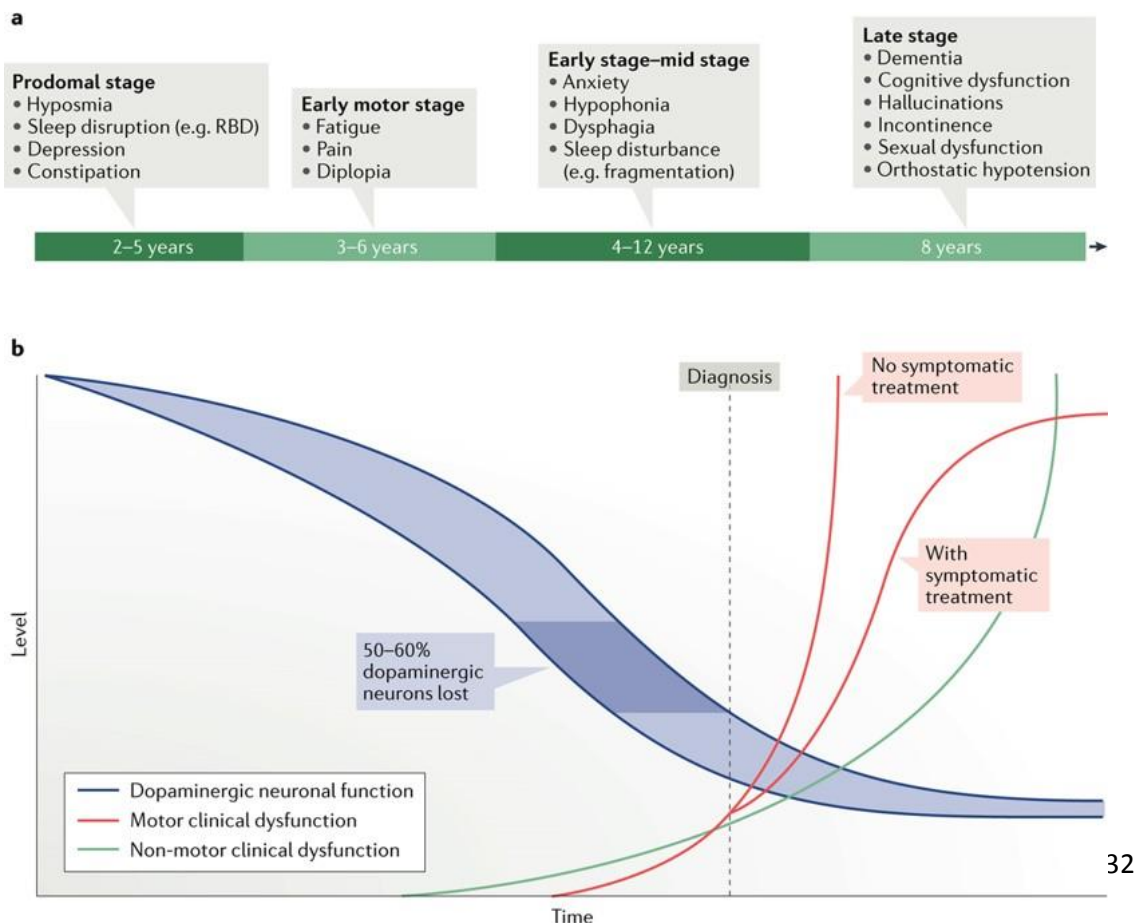 a
Prodomal stage
• Hyposmia
• Sleep disruption (e.g. RBD)
• Depression
• Constipation
Early motor stage
• Fatigue
• Pain
• Diplopia
Early stage–mid stage
• Anxiety
• Hypophonia
• Dysphagia
• Sleep disturbance
(e.g. fragmentation)
Late stage
• Dementia
• Cognitive dysfunction
• Hallucinations
• Incontinence
• Sexual dysfunction
• Orthostatic hypotension
2–5 years
3–6 years
4–12 years
8 years
b
Level
Diagnosis
No symptomatic
treatment
With
symptomatic
treatment
50–60%
dopaminergic
neurons lost
Dopaminergic neuronal function
Motor clinical dysfunction
Non-motor clinical dysfunction
Time
32